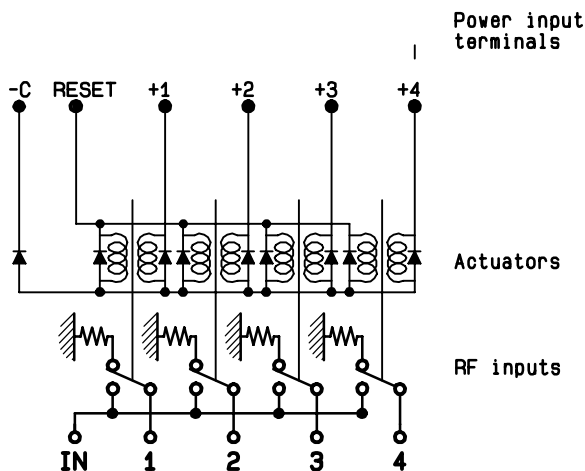 Power input
terminals
-C RESET +1 +2 +3 +4
Actuators
RF inputs
IN 1 2 3 4